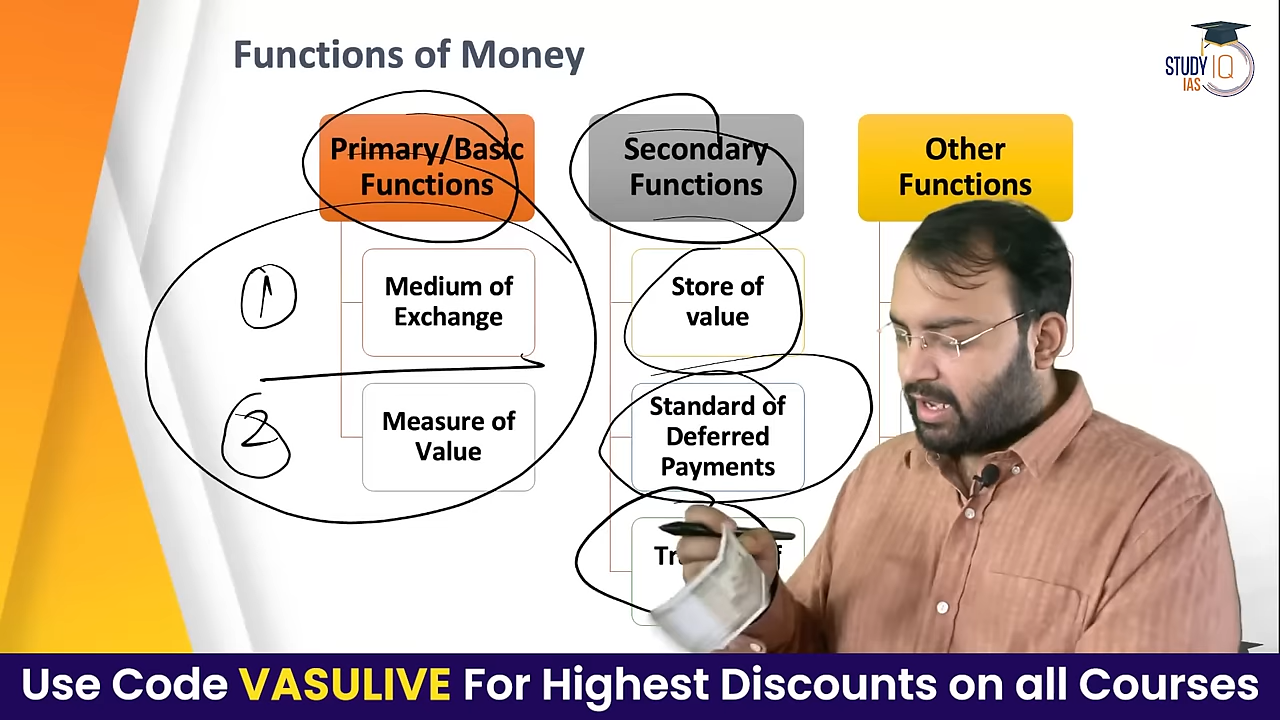 Functions of Money
STUDY IQ
IAS
Primary/Basic
Functions
1
Medium of
Exchange
2
Measure of
Value
Secondary
Functions
Store of
value
Standard of
Deferred
Payments
Other
Functions
Use Code VASULIVE For Highest Discounts on all Courses